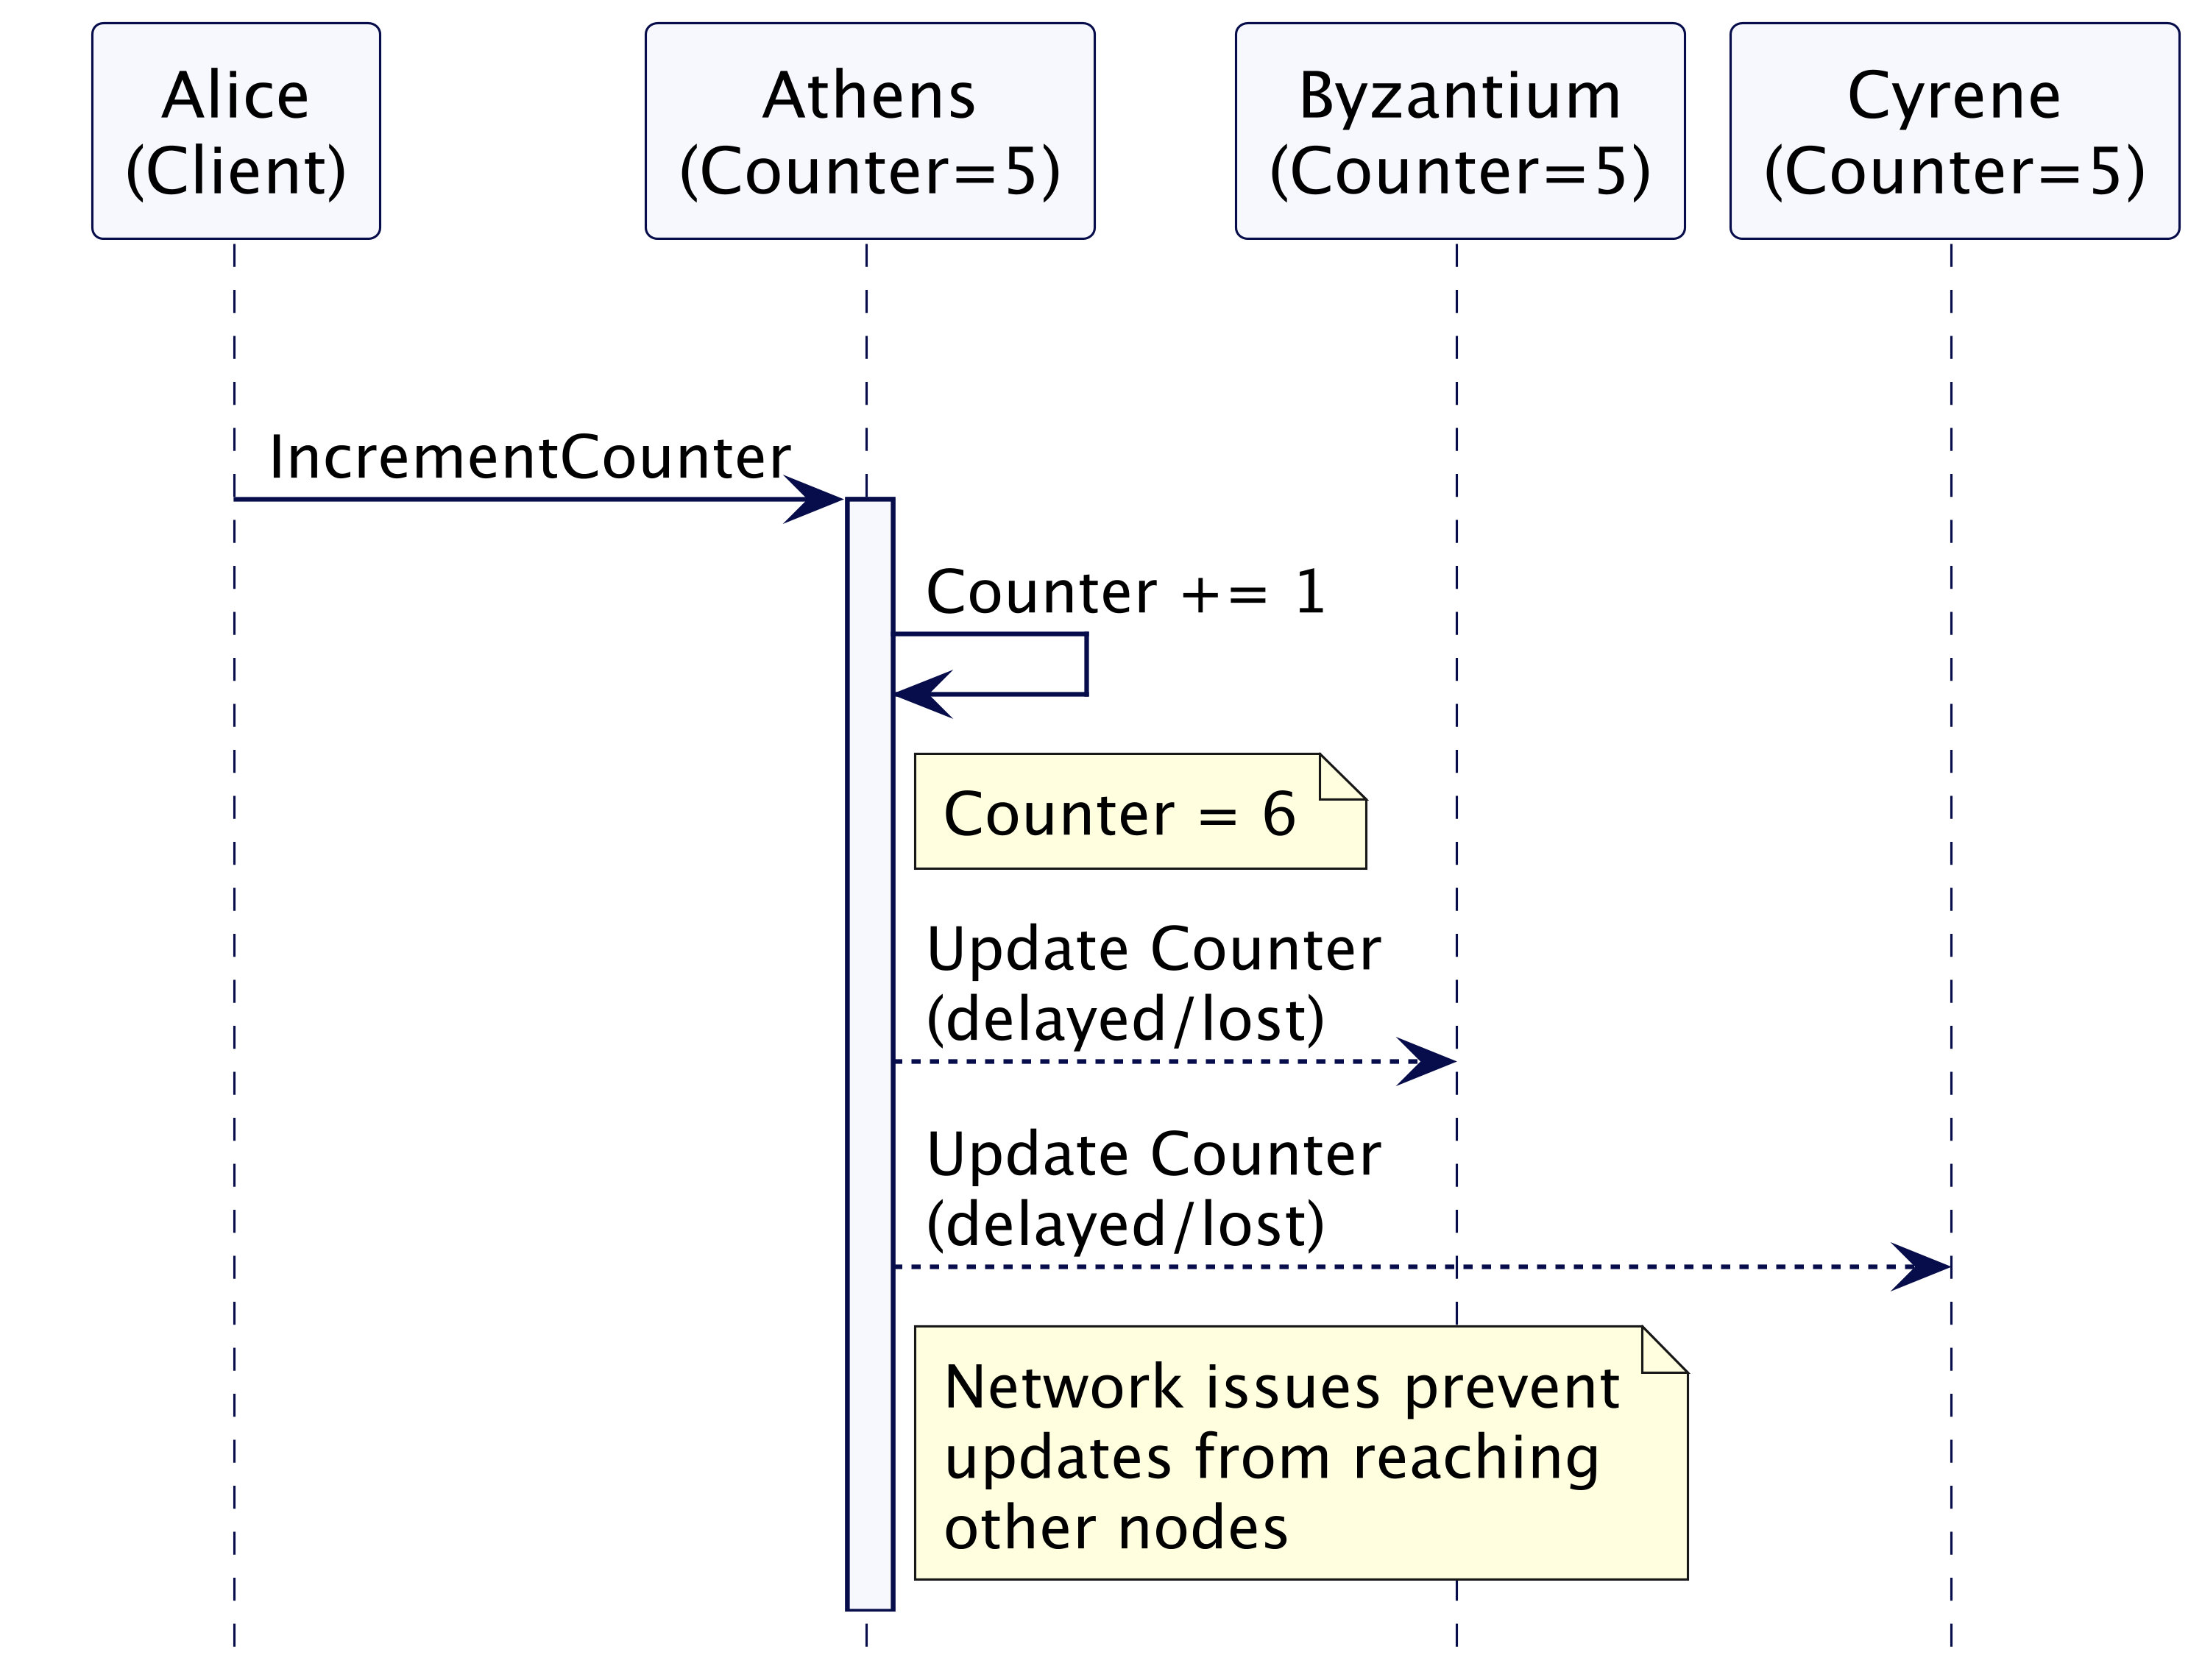 Alice
(Client)
Athens
(Counter=5)
Byzantium
(Counter=5)
Cyrene
(Counter=5)
IncrementCounter
Counter += 1
Counter = 6
Update Counter
(delayed/lost)
Update Counter
(delayed/lost)
Network issues prevent
updates from reaching
other nodes